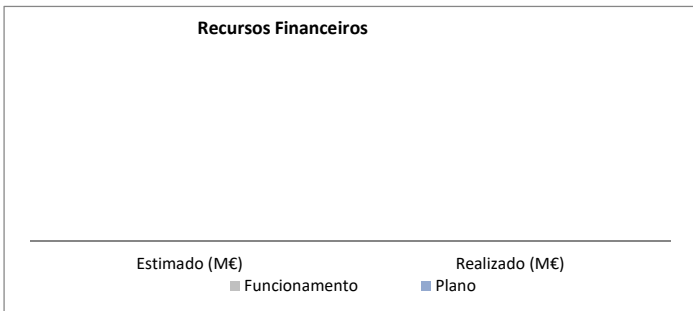 Recursos Financeiros
Estimado (M€) Realizado (M€)
Funcionamento Plano